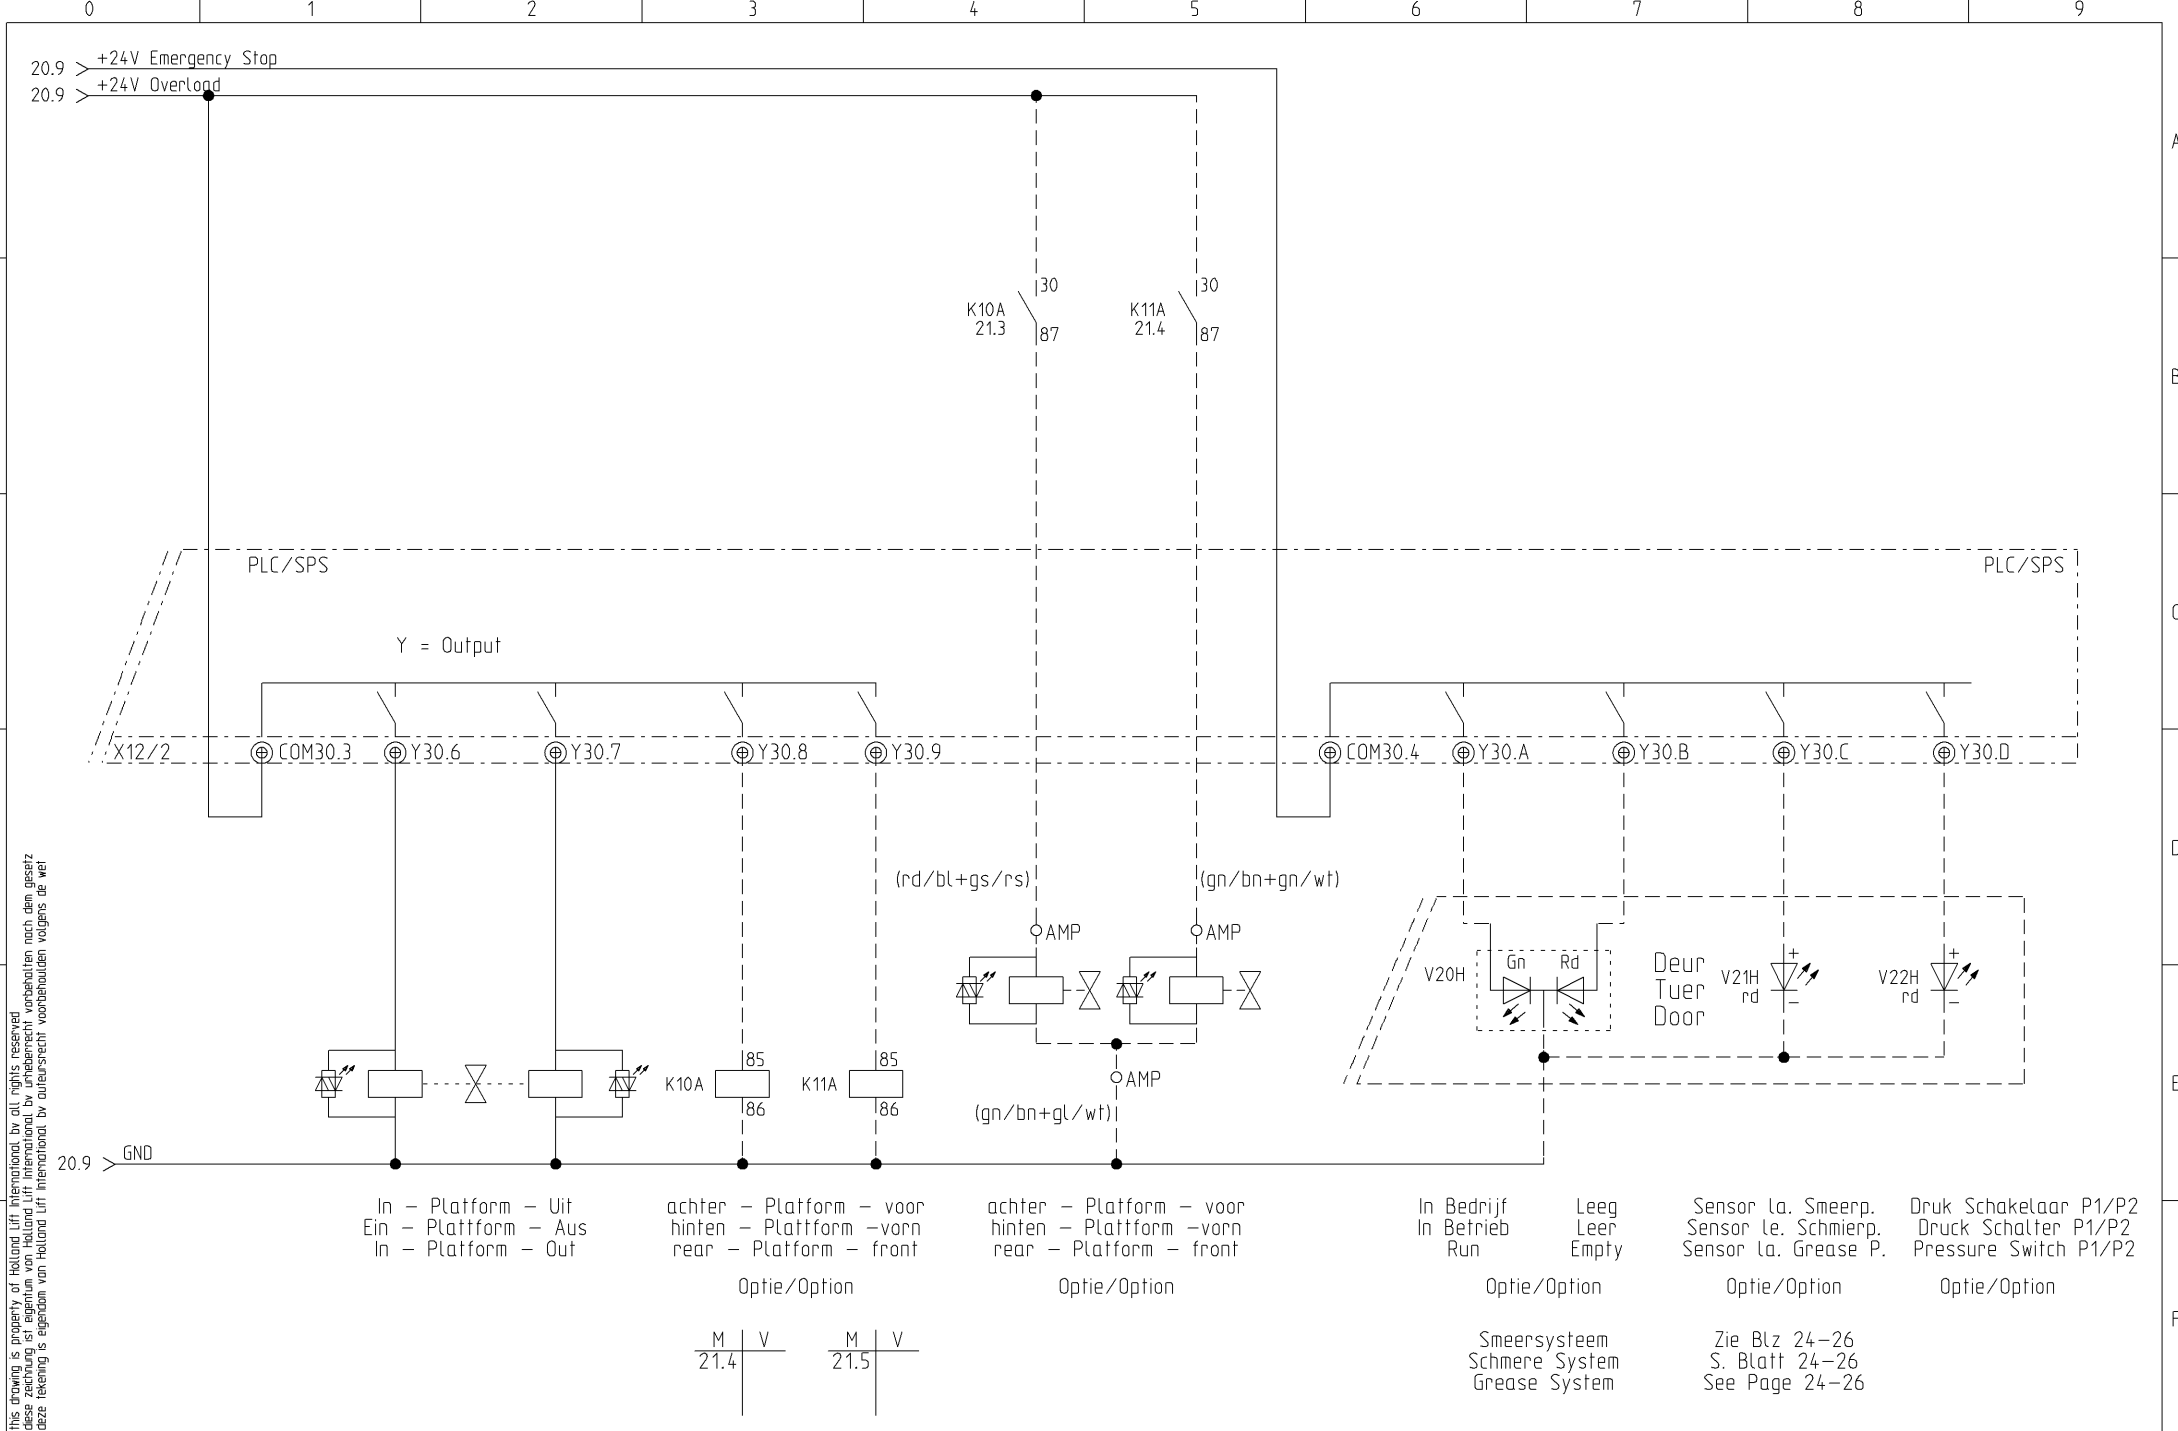 0 1 2 3 4 5 6 7 8 9
20.9 +24V Emergency Stop
20.9 +24V Overload
A
30
30
K10A
21.3
87
K11A
21.4
87
B
PLC/SPS
PLC/SPS
C
Y = Output
X12/2 COM30.3 Y30.6 Y30.7 Y30.8 Y30.9 COM30.4 Y30.A Y30.B Y30.C Y30.D
D
(rd/bl+gs/rs) (gn/bn+gn/wt)
AMP AMP
V20H
Gn Rd
Deur
Tuer
Door
V21H
rd
+
-
V22H
rd
+
-
K10A
85
86
K11A
85
86
AMP
(gn/bn+gl/wt)
E
20.9 GND
In - Platform - Uit
Ein - Plattform - Aus
In - Platform - Out
achter - Platform - voor
hinten - Plattform -vorn
rear - Platform - front
Optie/Option
achter - Platform - voor
hinten - Plattform -vorn
rear - Platform - front
Optie/Option
In Bedrijf
In Betrieb
Run
Leeg
Leer
Empty
Optie/Option
Sensor la. Smeerp.
Sensor le. Schmierp.
Sensor la. Grease P.
Optie/Option
Druk Schakelaar P1/P2
Druck Schalter P1/P2
Pressure Switch P1/P2
Optie/Option
F
M V
21.4
M V
21.5
Smeersysteem
Schmere System
Grease System
Zie Blz 24-26
S. Blatt 24-26
See Page 24-26
this drawing is property of Holland Lift International bv all rights reserved
diese zeichnung ist eigentum von Holland Lift International bv urheberrecht vorbehalten nach dem gesetz
deze tekening is eigendom van Holland Lift International bv auteursrecht voorbehoulden volgens de wet